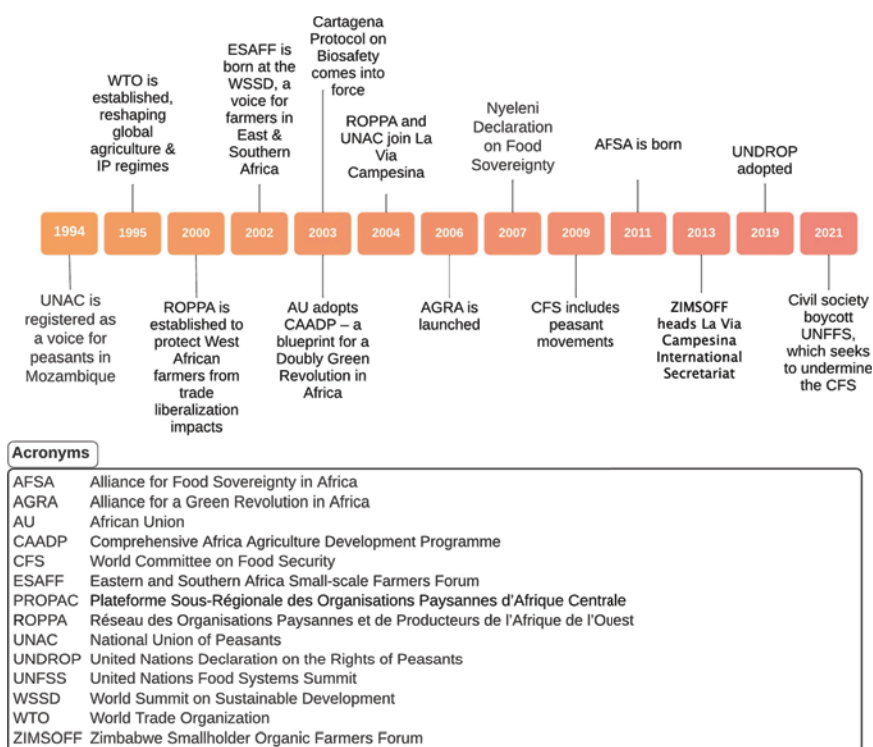 Cartagena
Protocol on
Biosafety
comes into
force
ESAFF is
born at the
WSSD, a
voice for
farmers in
East &
Southern
Africa
WTO is
established,
reshaping
global
agriculture &
IP regimes
ROPPA and
UNAC join La
Via
Campesina
Nyeleni
Declaration
on Food
Sovereignty
AFSA is born
UNDROP
adopted
1994
1995
2000
2002
2003
2004
2006
2007
2009
2011
2013
2019
2021
UNAC is
registered as
a voice for
peasants in
Mozambique
ROPPA is
established to
protect West
African
farmers from
trade
liberalization
impacts
AU adopts
CAADP – a
blueprint for a
Doubly Green
Revolution in
Africa
AGRA is
launched
CFS includes
peasant
movements
ZIMSOFF
heads La Via
Campesina
International
Secretariat
Civil society
boycott
UNFFS,
which seeks
to undermine
the CFS
Acronyms
AFSA Alliance for Food Sovereignty in Africa
AGRA Alliance for a Green Revolution in Africa
AU African Union
CAADP Comprehensive Africa Agriculture Development Programme
CFS World Committee on Food Security
ESAFF Eastern and Southern Africa Small-scale Farmers Forum
PROPAC Plateforme Sous-Régionale des Organisations Paysannes d'Afrique Centrale
ROPPA Réseau des Organisations Paysannes et de Producteurs de l'Afrique de l'Ouest
UNAC National Union of Peasants
UNDROP United Nations Declaration on the Rights of Peasants
UNFSS United Nations Food Systems Summit
WSSD World Summit on Sustainable Development
WTO World Trade Organization
ZIMSOFF Zimbabwe Smallholder Organic Farmers Forum